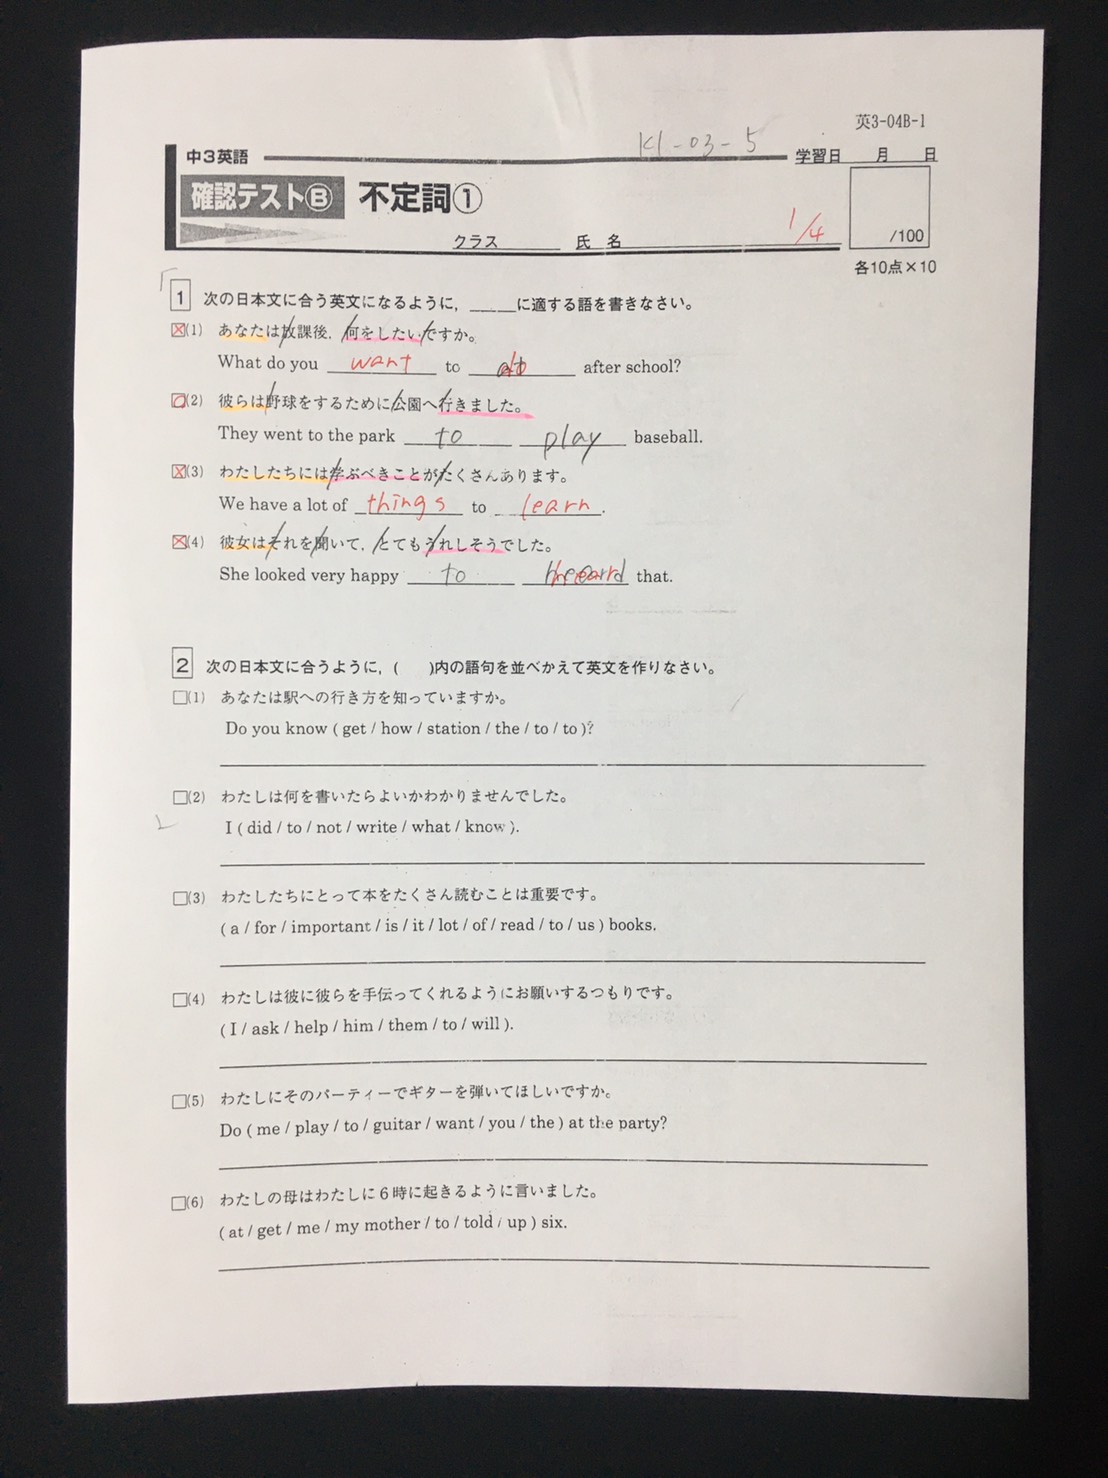 英3-04B-1
K1-03-5
中3英語
学習日 月 日
確認テストⒷ 不定詞①
クラス 氏名
1/4
/100
各10点×10
1 次の日本文に合う英文になるように，＿＿に適する語を書きなさい。
(1) あなたは放課後，何をしたいですか。
What do you want to do after school?
(2) 彼らは野球をするために公園へ行きました。
They went to the park to play baseball.
(3) わたしたちには学ぶべきことがたくさんあります。
We have a lot of things to learn.
(4) 彼女はそれを聞いて，とてもうれしそうでした。
She looked very happy to that.
2 次の日本文に合うように，( )内の語句を並べかえて英文を作りなさい。
(1) あなたは駅への行き方を知っていますか。
Do you know ( get / how / station / the / to / to )?
(2) わたしは何を書いたらよいかわかりませんでした。
I ( did / to / not / write / what / know ).
(3) わたしたちにとって本をたくさん読むことは重要です。
( a / for / important / is / it / lot / of / read / to / us ) books.
(4) わたしは彼に彼らを手伝ってくれるようにお願いするつもりです。
( I / ask / help / him / them / to / will ).
(5) わたしにそのパーティーでギターを弾いてほしいですか。
Do ( me / play / to / guitar / want / you / the ) at the party?
(6) わたしの母はわたしに６時に起きるように言いました。
( at / get / me / my mother / to / told / up ) six.